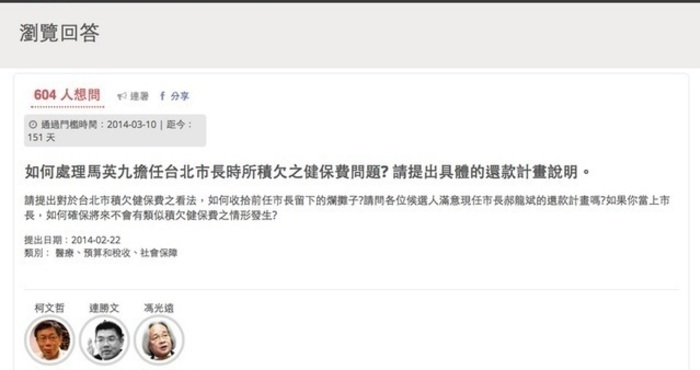 瀏覽回答
604 人想問 連署 分享
通過門檻時間：2014-03-10 | 距今：
151 天
如何處理馬英九擔任台北市長時所積欠之健保費問題? 請提出具體的還款計畫說明。
請提出對於台北市積欠健保費之看法，如何收拾前任市長留下的爛攤子?請問各位候選人滿意現任市長郝龍斌的還款計畫嗎?如果你當上市
長，如何確保將來不會有類似積欠健保費之情形發生?
提出日期：2014-02-22
類別： 醫療、預算和稅收、社會保障
柯文哲 連勝文 馮光遠